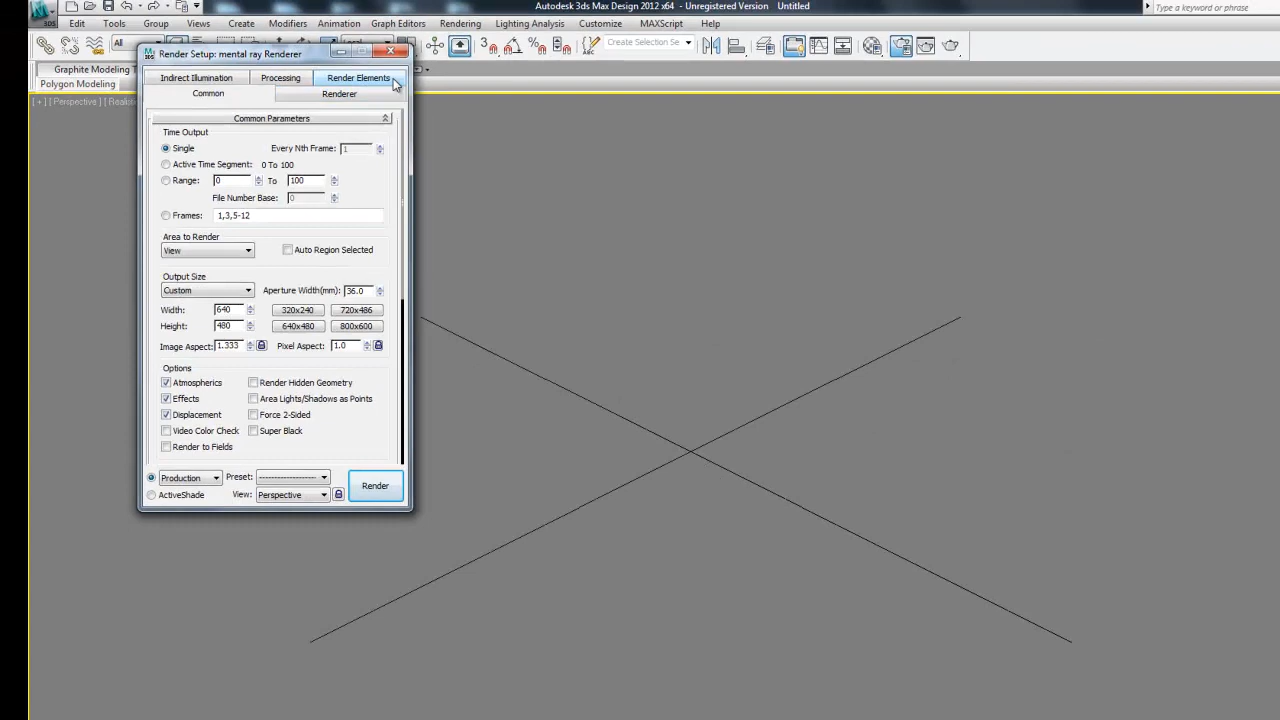 Autodesk 3ds Max Design 2012 x64 - Unregistered Version Untitled
Type a keyword or phrase
3DS
Edit Tools Group Views Create Modifiers Animation Graph Editors Rendering Lighting Analysis Customize MAXScript Help
All
Create Selection Se
Graphite Modeling T
Polygon Modeling
[ + ] [ Perspective ] [ Realis
Render Setup: mental ray Renderer
Indirect Illumination Processing Render Elements
Common Renderer
Common Parameters
Time Output
Single Every Nth Frame: 1
Active Time Segment: 0 To 100
Range: 0 To 100
File Number Base: 0
Frames: 1,3,5-12
Area to Render
View Auto Region Selected
Output Size
Custom Aperture Width(mm): 36.0
Width: 640 320x240 720x486
Height: 480 640x480 800x600
Image Aspect: 1.333 Pixel Aspect: 1.0
Options
Atmospherics Render Hidden Geometry
Effects Area Lights/Shadows as Points
Displacement Force 2-Sided
Video Color Check Super Black
Render to Fields
Production Preset: -------------------
Render
ActiveShade View: Perspective